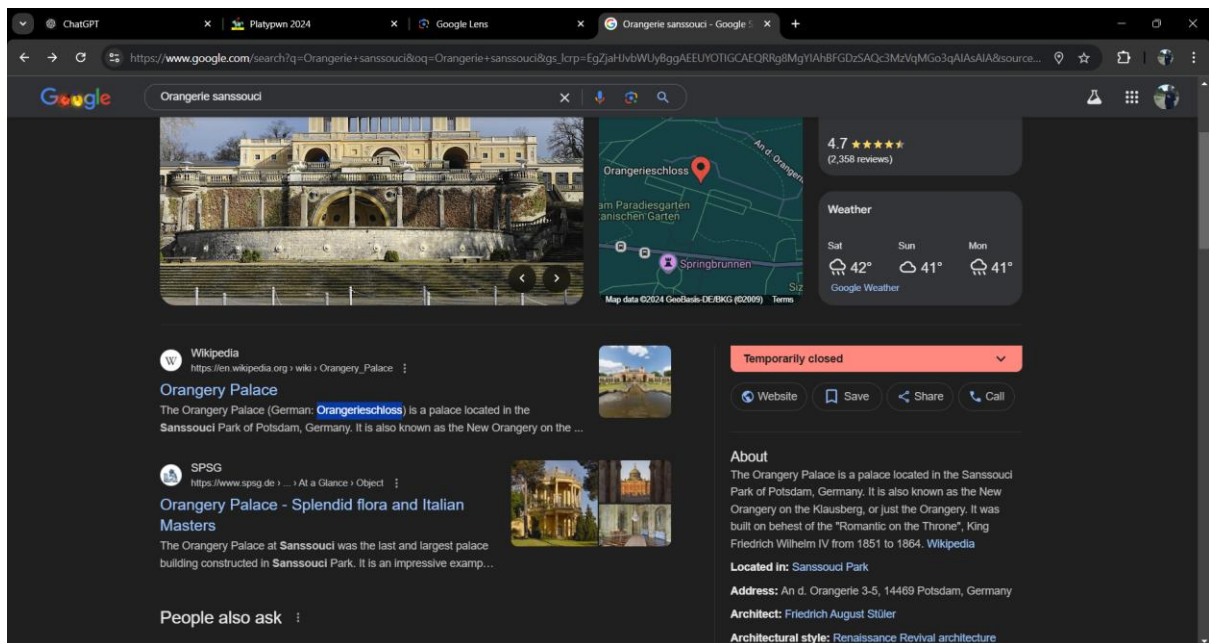 ChatGPT
Platypwn 2024
Google Lens
Orangerie sanssouci - Google S
https://www.google.com/search?q=Orangerie+sanssouci&oq=Orangerie+sanssouci&gs_lcrp=
Google
Orangerie sanssouci
Orangerieschloss
An d. Orangerie
am Paradiesgarten
tanischen Garten
Springbrunnen
Siz
Map data ©2024 GeoBasis-DE/BKG (©2009) Terms
4.7
(2,358 reviews)
Weather
Sat Sun Mon
42° 41° 41°
Google Weather
Wikipedia
https://en.wikipedia.org › wiki › Orangery_Palace
Orangery Palace
The Orangery Palace (German: Orangerieschloss) is a palace located in the
Sanssouci Park of Potsdam, Germany. It is also known as the New Orangery on the ...
SPSG
https://www.spsg.de › ... › At a Glance › Object
Orangery Palace - Splendid flora and Italian
Masters
The Orangery Palace at Sanssouci was the last and largest palace
building constructed in Sanssouci Park. It is an impressive examp...
People also ask
Temporarily closed
Website Save Share Call
About
The Orangery Palace is a palace located in the Sanssouci
Park of Potsdam, Germany. It is also known as the New
Orangery on the Klausberg, or just the Orangery. It was
built on behest of the "Romantic on the Throne", King
Friedrich Wilhelm IV from 1851 to 1864. Wikipedia
Located in: Sanssouci Park
Address: An d. Orangerie 3-5, 14469 Potsdam, Germany
Architect: Friedrich August Stüler
Architectural style: Renaissance Revival architecture